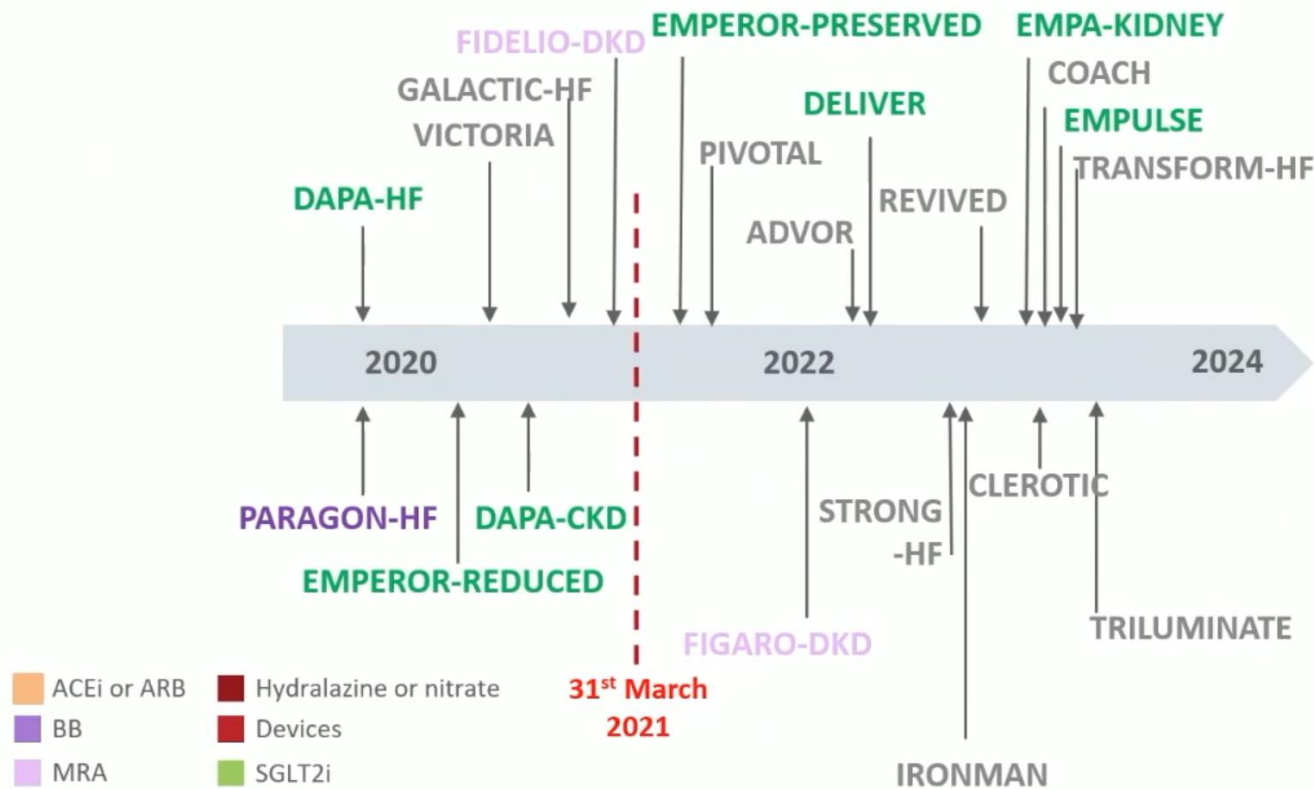 EMPEROR-PRESERVED
EMPA-KIDNEY
FIDELIO-DKD
COACH
GALACTIC-HF
DELIVER
EMPULSE
VICTORIA
PIVOTAL
TRANSFORM-HF
DAPA-HF
REVIVED
ADVOR
2020
2022
2024
CLEROTIC
PARAGON-HF
DAPA-CKD
STRONG
-HF
EMPEROR-REDUCED
TRILUMINATE
FIGARO-DKD
ACEi or ARB
Hydralazine or nitrate
31st March
2021
BB
Devices
MRA
SGLT2i
IRONMAN